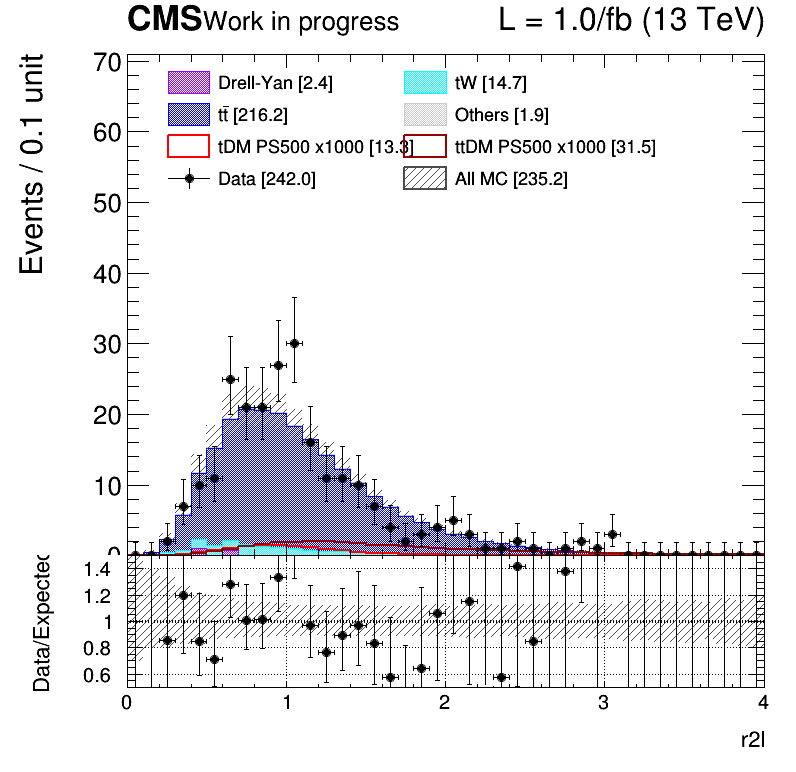 CMS Work in progress L = 1.0/fb (13 TeV)
Events / 0.1 unit
Drell-Yan [2.4] tW [14.7]
tt̄ [216.2] Others [1.9]
tDM PS500 x1000 [13.3] ttDM PS500 x1000 [31.5]
Data [242.0] All MC [235.2]
70
60
50
40
30
20
10
0
Data/Expected
1.4
1.2
1
0.8
0.6
0 1 2 3 4
r2l